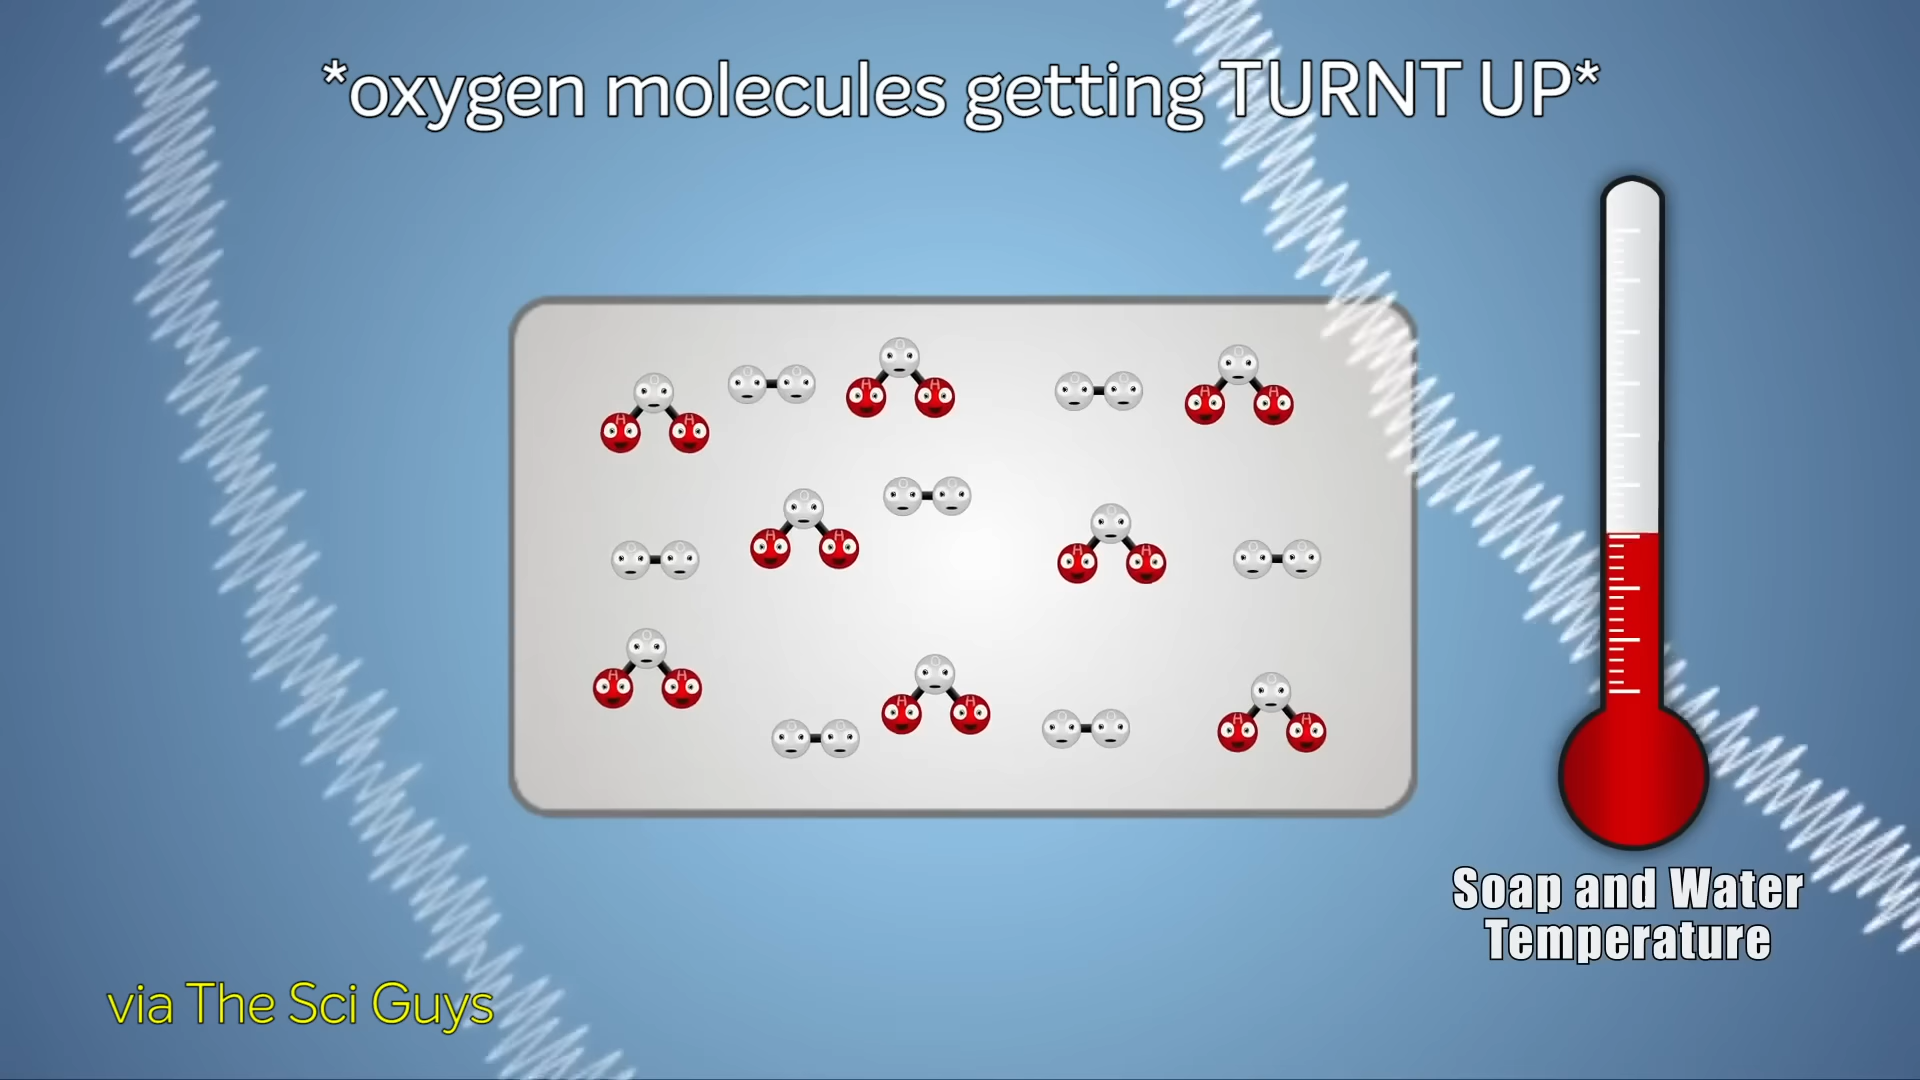 *oxygen molecules getting TURNT UP*
O
H H
O O
O
H H
O O
O
H H
O
H H
O O
O
H H
O O
O O
O
H H
O
H H
O O
O O
O
H H
Soap and Water
Temperature
via The Sci Guys